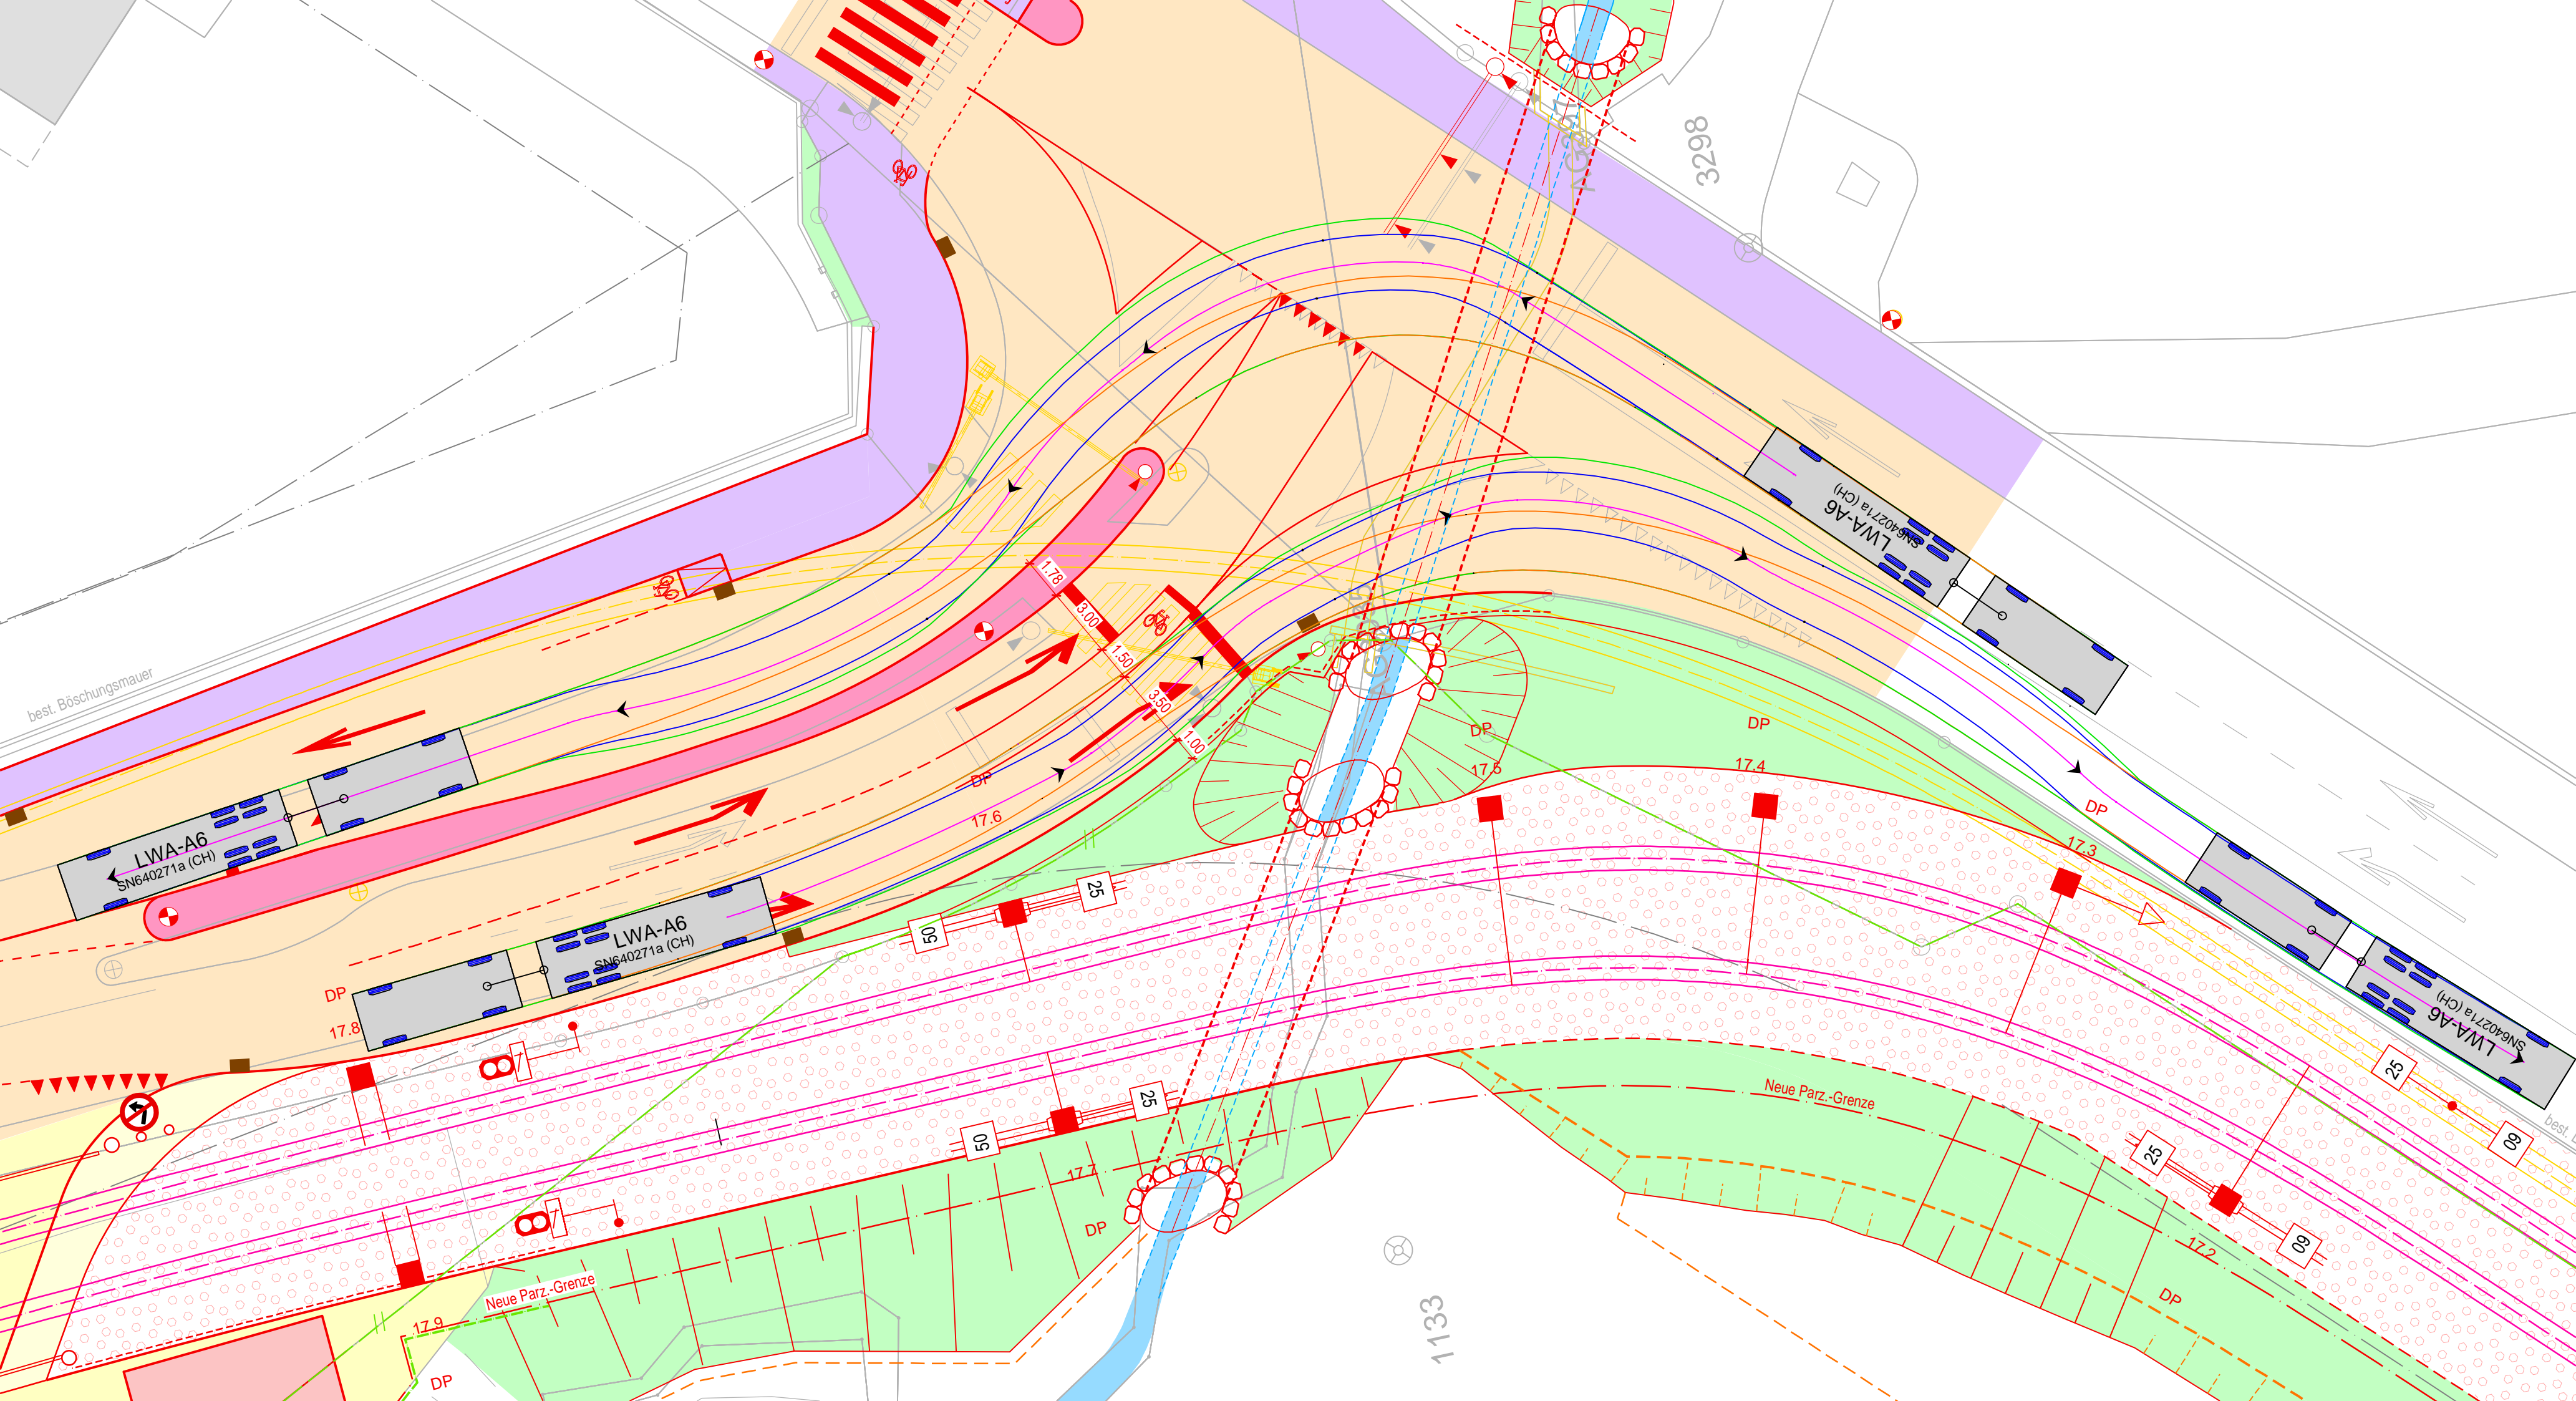 3298
best. Böschungsmauer
1.78
3.00
1.50
3.50
1.00
DP
DP
DP
17.5
17.4
DP
17.6
17.3
LWA-A6
SN640271a (CH)
LWA-A6
SN640271a (CH)
LWA-A6
SN640271a (CH)
LWA-A6
SN640271a (CH)
50
25
DP
17.8
50
25
25
60
25
60
best.
Neue Parz.-Grenze
17.7
DP
17.2
DP
Neue Parz.-Grenze
17.9
DP
1133